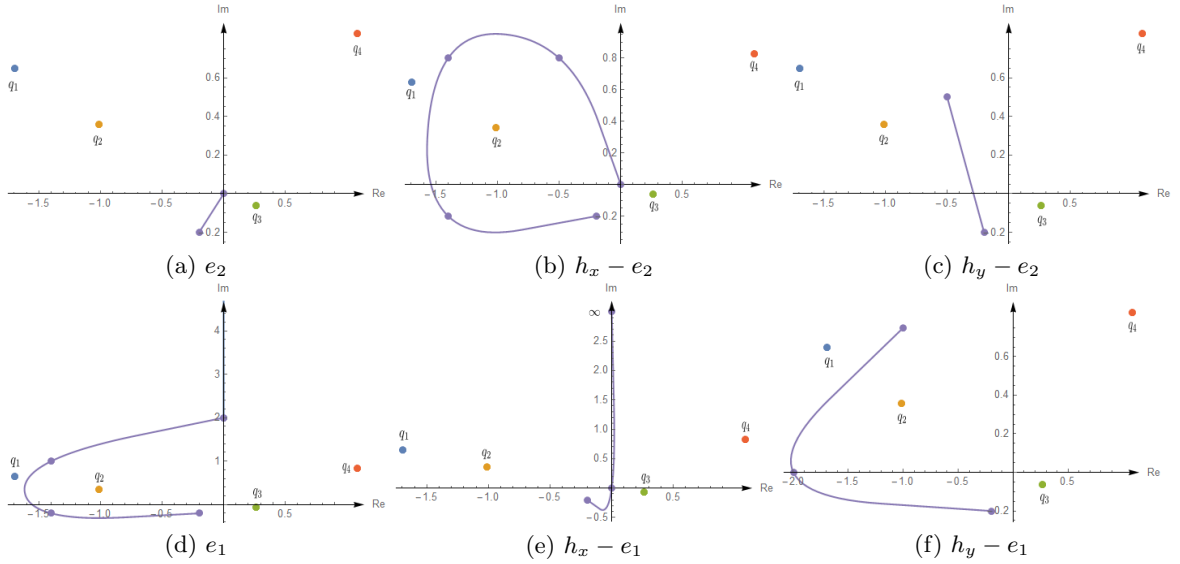 Im
q4
q1
0.6
q2
0.4
0.2
Re
−1.5
−1.0
−0.5
0.5
q3
0.2
(a) e2
Im
0.8
q4
q1
0.6
q2
0.4
0.2
Re
−1.5
−1.0
−0.5
0.5
q3
0.2
(b) hx − e2
Im
q4
q1
0.6
q2
0.4
0.2
Re
−1.5
−1.0
−0.5
0.5
q3
0.2
(c) hy − e2
Im
4
3
2
1
q1
q2
q4
q3
Re
−1.5
−1.0
−0.5
0.5
(d) e1
Im
∞
2.5
2.0
1.5
1.0
0.5
q1
q2
q4
q3
Re
−1.5
−1.0
−0.5
0.5
−0.5
(e) hx − e1
Im
q4
q1
0.6
0.4
q2
0.2
Re
−2.0
−1.5
−1.0
−0.5
0.5
q3
0.2
(f) hy − e1